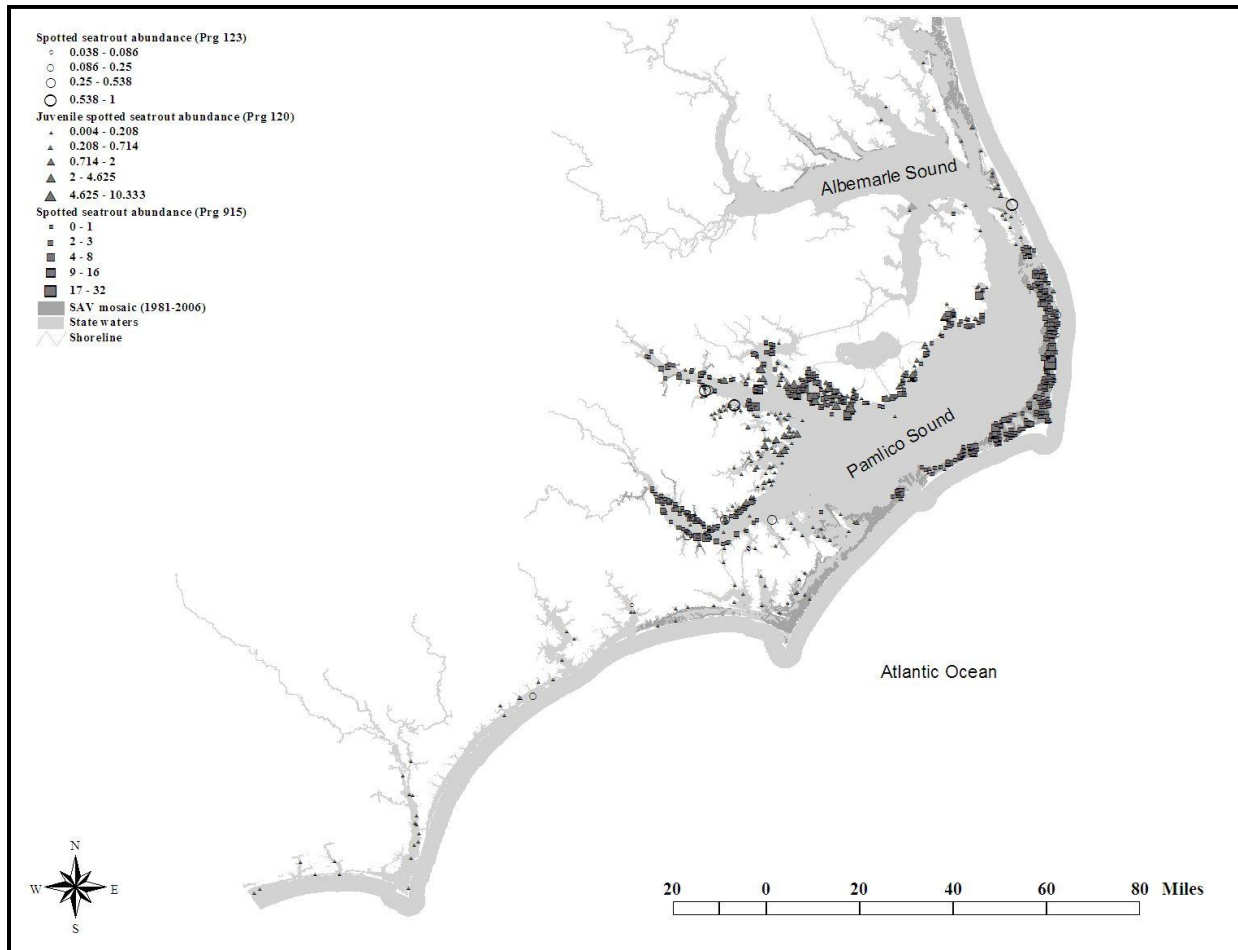 Spotted seatrout abundance (Prg 123)
0.038 - 0.086
0.086 - 0.25
0.25 - 0.538
0.538 - 1
Juvenile spotted seatrout abundance (Prg 120)
0.004 - 0.208
0.208 - 0.714
0.714 - 2
2 - 4.625
4.625 - 10.333
Spotted seatrout abundance (Prg 915)
0 - 1
2 - 3
4 - 8
9 - 16
17 - 32
SAV mosaic (1981-2006)
State waters
Shoreline
Albemarle Sound
Pamlico Sound
Atlantic Ocean
N
W E
S
20 0 20 40 60 80 Miles